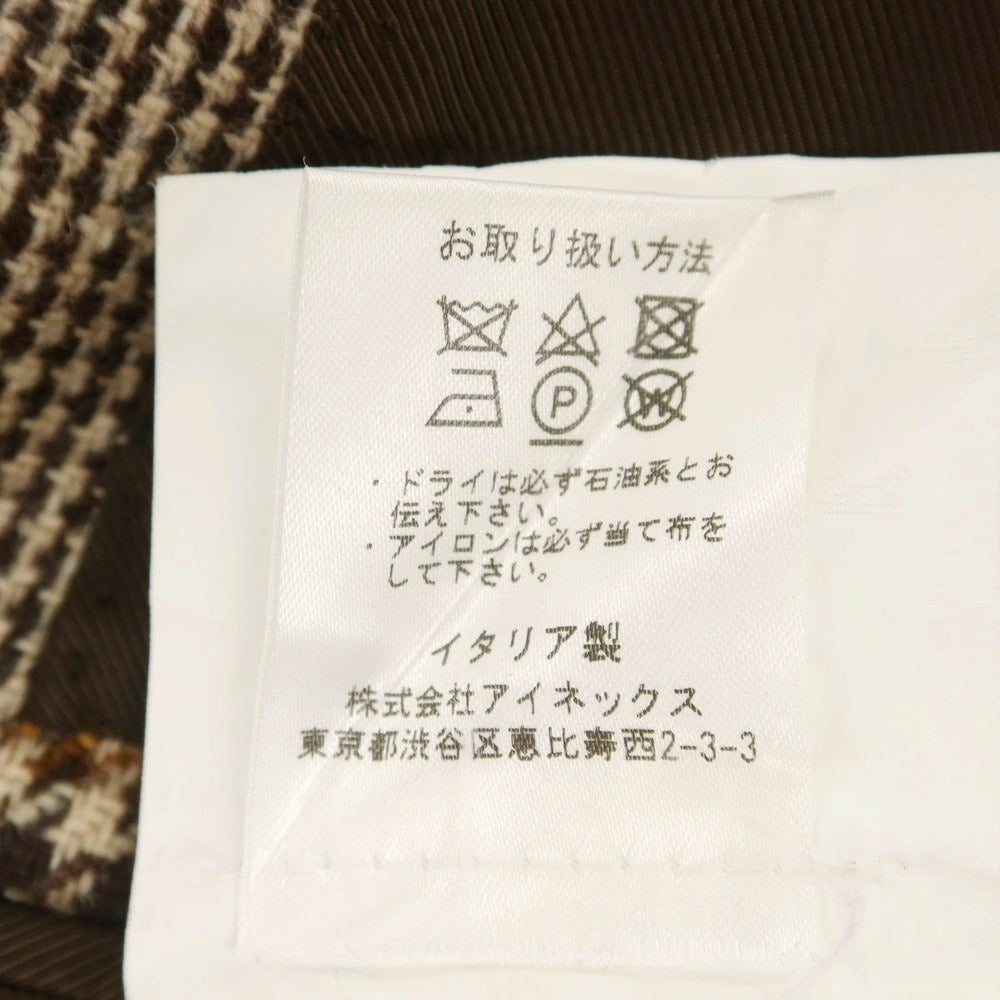 お取り扱い方法
P W
・ドライは必ず石油系とお
伝え下さい。
・アイロンは必ず当て布を
して下さい。
イタリア製
株式会社アイネックス
東京都渋谷区恵比寿西2-3-3